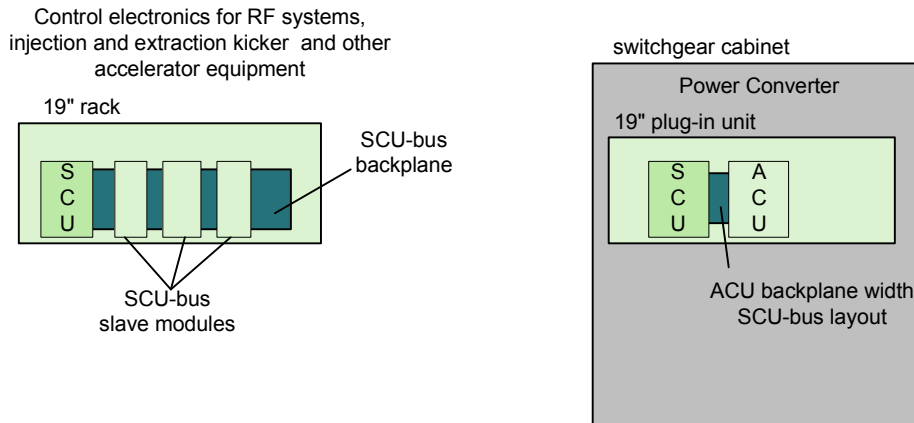 Control electronics for RF systems,
injection and extraction kicker and other
accelerator equipment
19" rack
S
C
U
SCU-bus
backplane
SCU-bus
slave modules
switchgear cabinet
Power Converter
19" plug-in unit
S
C
U
A
C
U
ACU backplane width
SCU-bus layout